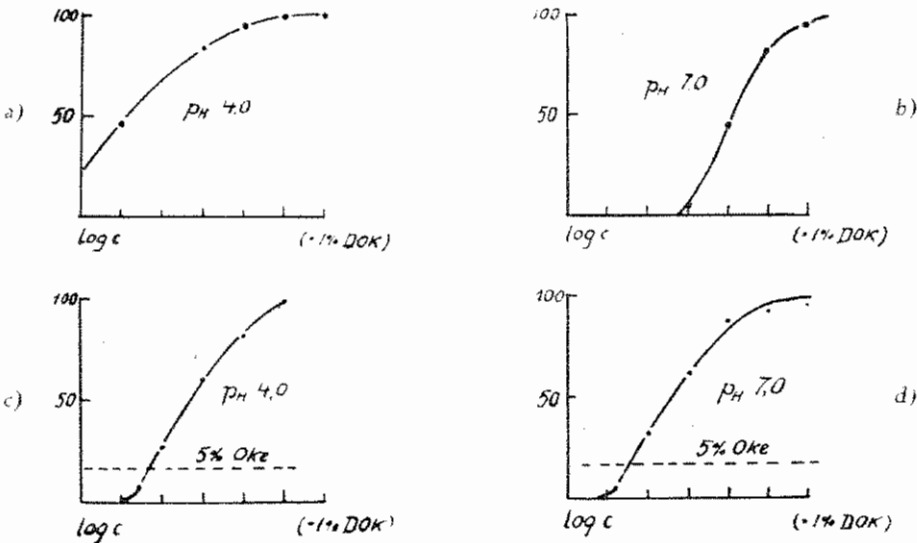 100
50
a)
pH 4,0
log c (·1% DOK)
100
50
pH 7,0
b)
log c (·1% DOK)
100
50
c)
pH 4,0
5% Oke
log c (·1% DOK)
100
50
pH 7,0
d)
5% Oke
log c (·1% DOK)